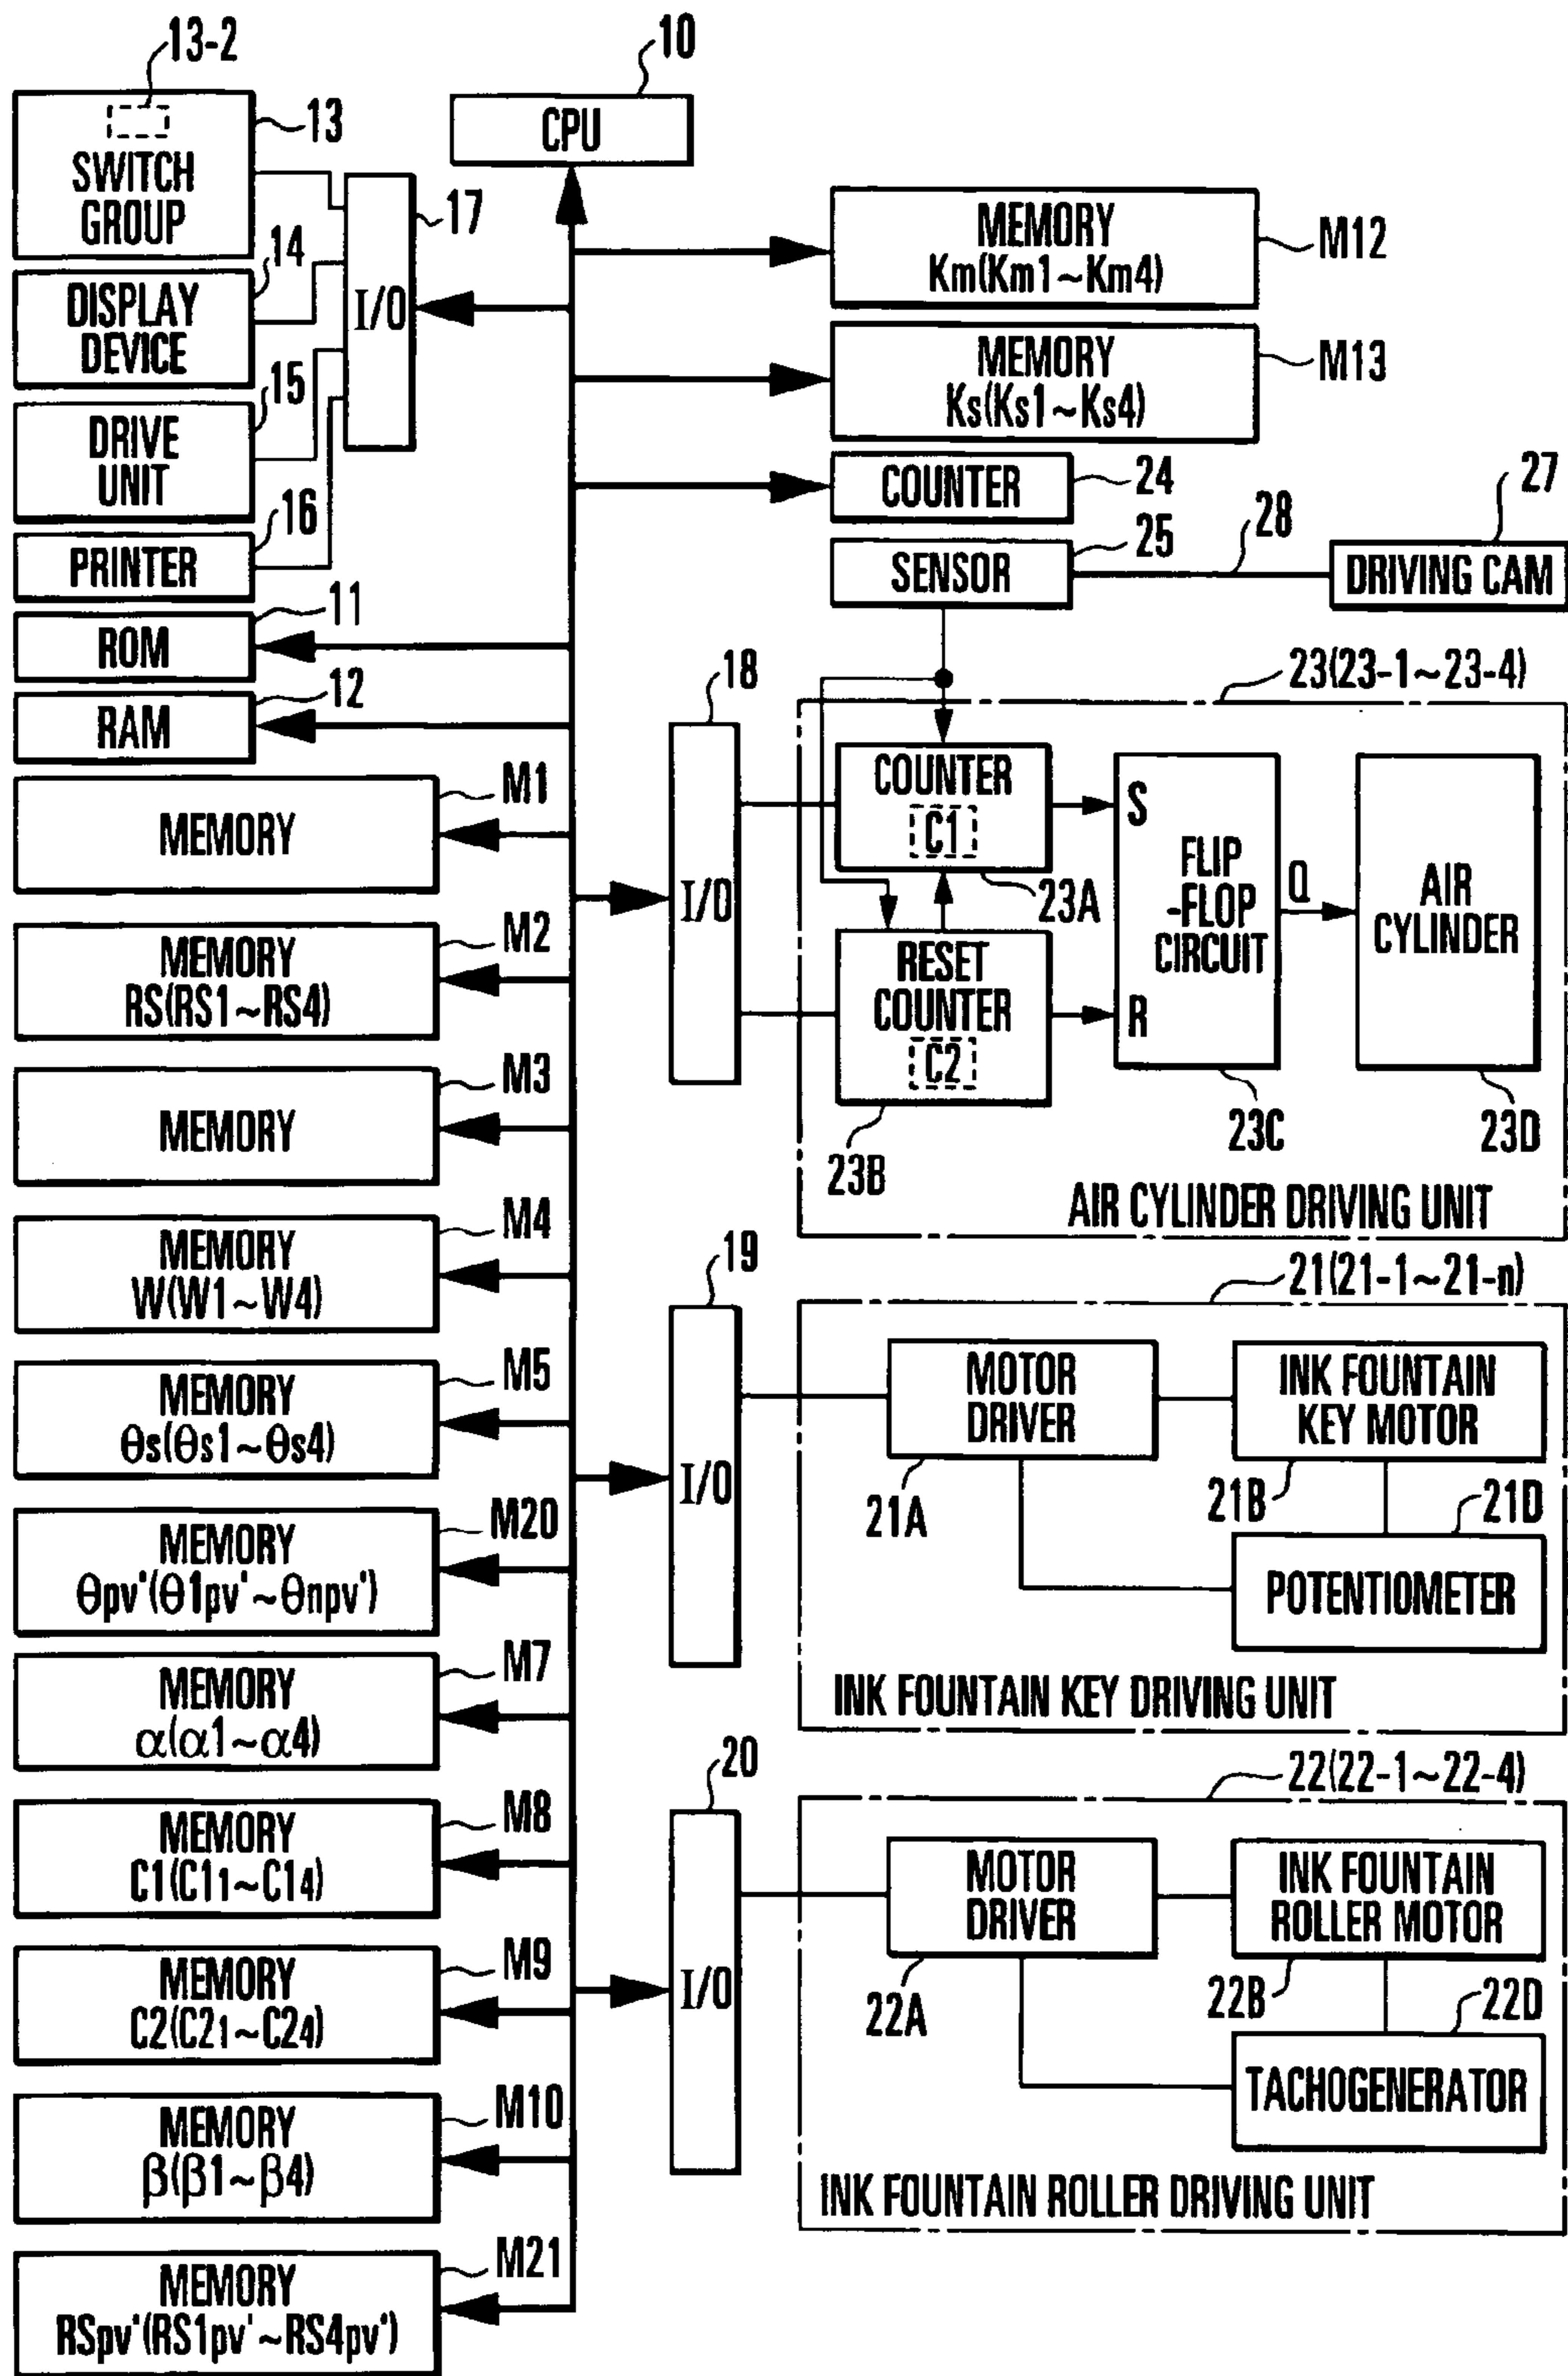 13-2
13
SWITCH
GROUP
14
DISPLAY
DEVICE
15
DRIVE
UNIT
16
PRINTER
17
I/O
10
CPU
11
ROM
12
RAM
M1
MEMORY
M2
MEMORY
RS(RS1~RS4)
M3
MEMORY
M4
MEMORY
W(W1~W4)
M5
MEMORY
θs(θs1~θs4)
M20
MEMORY
θpv'(θ1pv'~θnpv')
M7
MEMORY
α(α1~α4)
M8
MEMORY
C1(C11~C14)
M9
MEMORY
C2(C21~C24)
M10
MEMORY
β(β1~β4)
M21
MEMORY
RSpv'(RS1pv'~RS4pv')
MEMORY
Km(Km1~Km4)
M12
MEMORY
Ks(Ks1~Ks4)
M13
COUNTER
24
SENSOR
25
28
27
DRIVING CAM
18
I/O
23(23-1~23-4)
COUNTER
C1
23A
RESET
COUNTER
C2
23B
S
R
FLIP
-FLOP
CIRCUIT
Q
23C
AIR
CYLINDER
23D
AIR CYLINDER DRIVING UNIT
19
I/O
21(21-1~21-n)
MOTOR
DRIVER
21A
INK FOUNTAIN
KEY MOTOR
21B
21D
POTENTIOMETER
INK FOUNTAIN KEY DRIVING UNIT
20
I/O
22(22-1~22-4)
MOTOR
DRIVER
22A
INK FOUNTAIN
ROLLER MOTOR
22B
22D
TACHOGENERATOR
INK FOUNTAIN ROLLER DRIVING UNIT